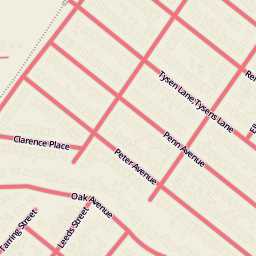 Tysen Lane;Tysens Lane
Clarence Place
Penn Avenue
Peter Avenue
Oak Avenue
Leeds Street
Tarring Street